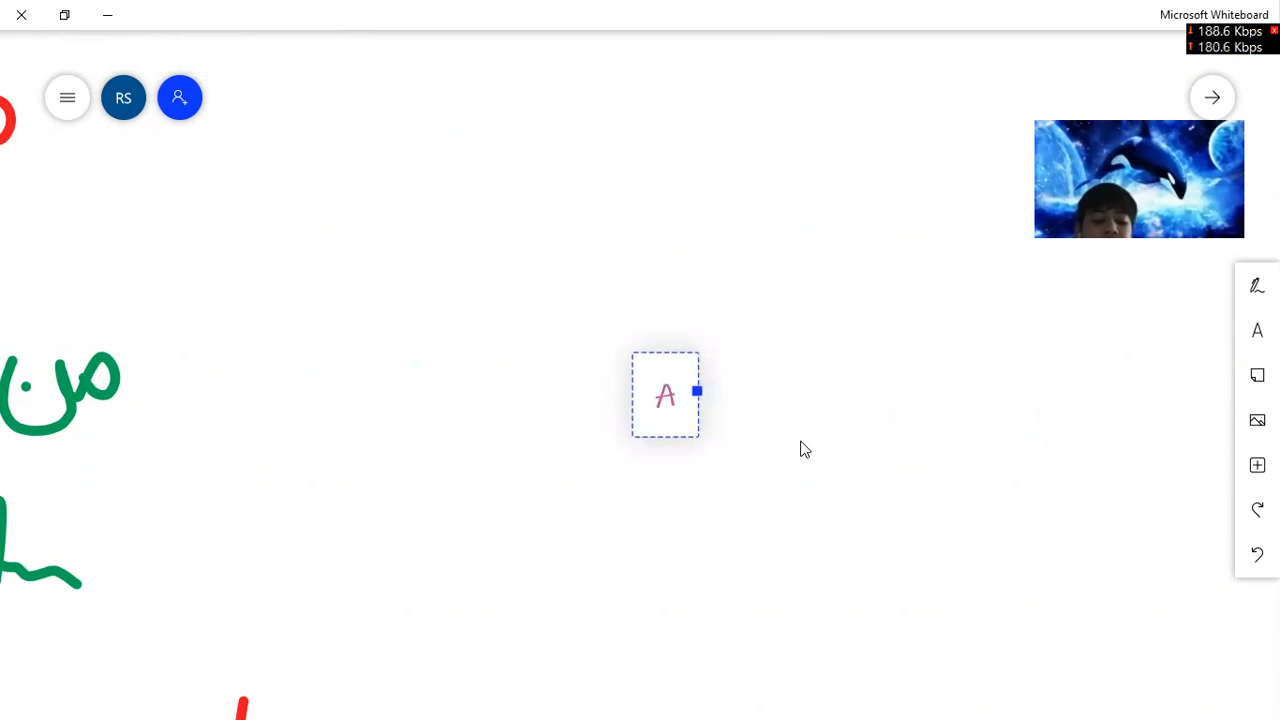 Microsoft Whiteboard
188.6 Kbps
180.6 Kbps
RS
من
A